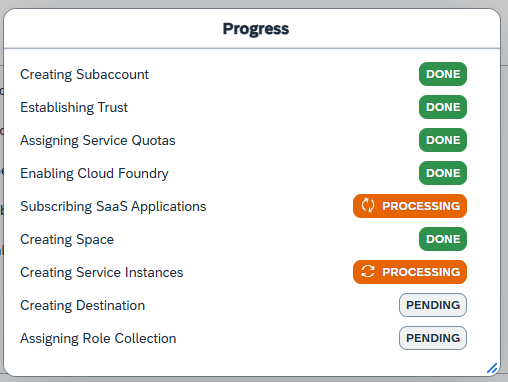 Progress
Creating Subaccount DONE
Establishing Trust DONE
Assigning Service Quotas DONE
Enabling Cloud Foundry DONE
Subscribing SaaS Applications PROCESSING
Creating Space DONE
Creating Service Instances PROCESSING
Creating Destination PENDING
Assigning Role Collection PENDING